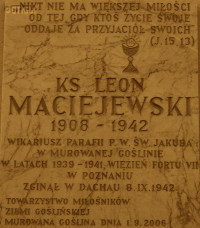 NIKT NIE MA WIĘKSZEJ MIŁOŚCI
OD TEJ, GDY KTOŚ ŻYCIE SWOJE
ODDAJE ZA PRZYJACIÓŁ SWOICH
(J.15,13)
KS. LEON
MACIEJEWSKI
1908 - 1942
WIKARIUSZ PARAFII P.W. ŚW. JAKUBA
W MUROWANEJ GOŚLINIE
W LATACH 1939 - 1941, WIĘZIEŃ FORTU VII
W POZNANIU
ZGINĄŁ W DACHAU 6.IX.1942
TOWARZYSTWO MIŁOŚNIKÓW
ZIEMI GOŚLIŃSKIEJ
MUROWANA GOŚLINA DNIA 1.9.2006